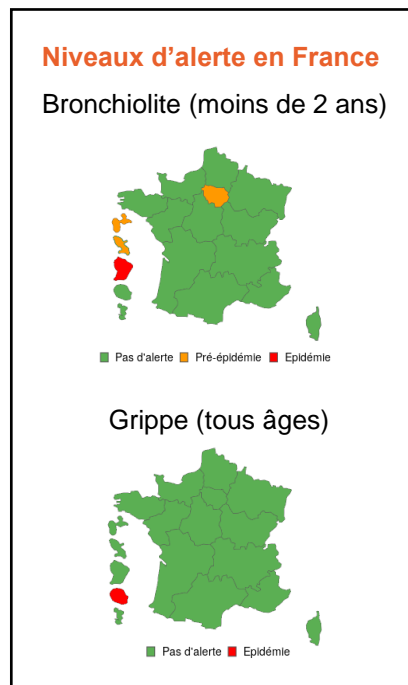 Niveaux d’alerte en France
Bronchiolite (moins de 2 ans)
Pas d'alerte Pré-épidémie Epidémie
Grippe (tous âges)
Pas d'alerte Epidémie